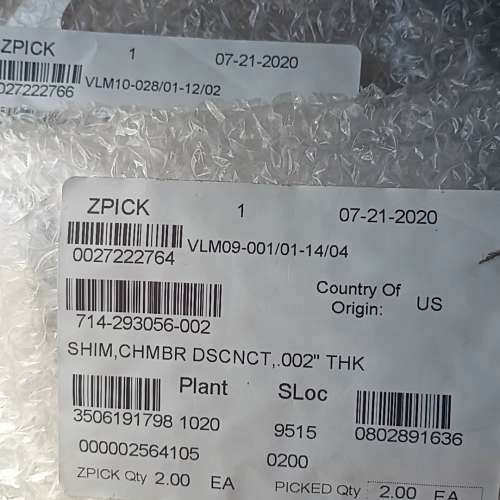 ZPICK 1 07-21-2020
0027222766 VLM10-028/01-12/02
ZPICK 1 07-21-2020
0027222764 VLM09-001/01-14/04
Country Of
Origin: US
714-293056-002
SHIM,CHMBR DSCNCT,.002" THK
Plant SLoc
3506191798 1020 9515 0802891636
000002564105 0200
ZPICK Qty 2.00 EA PICKED Qty 2.00 EA